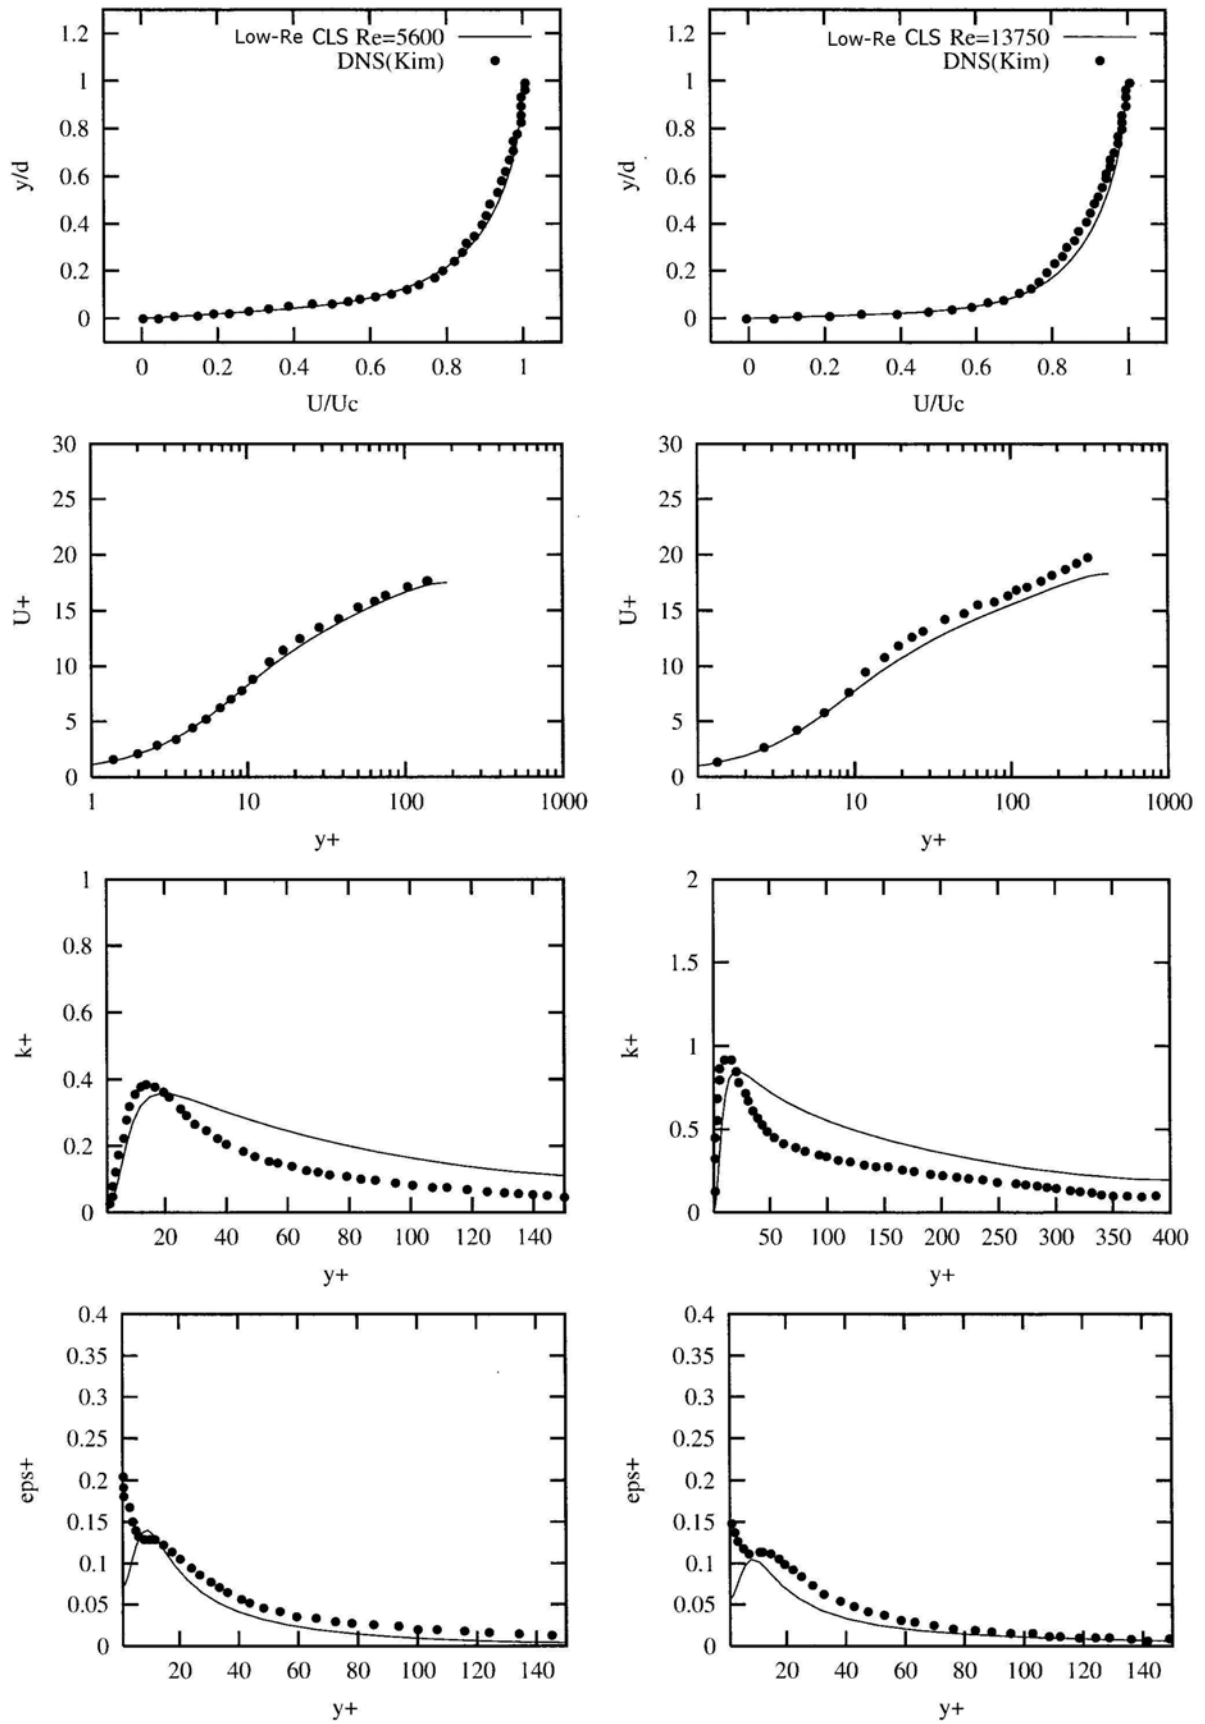 1.2
Low-Re CLS Re=5600
DNS(Kim)
1
0.8
y/d
0.6
0.4
0.2
0
0 0.2 0.4 0.6 0.8 1
U/Uc
1.2
Low-Re CLS Re=13750
DNS(Kim)
1
0.8
y/d
0.6
0.4
0.2
0
0 0.2 0.4 0.6 0.8 1
U/Uc
30
25
20
U+
15
10
5
0
1 10 100 1000
y+
30
25
20
U+
15
10
5
0
1 10 100 1000
y+
1
0.8
0.6
k+
0.4
0.2
0
20 40 60 80 100 120 140
y+
2
1.5
k+
1
0.5
0
50 100 150 200 250 300 350 400
y+
0.4
0.35
0.3
0.25
eps+
0.2
0.15
0.1
0.05
0
20 40 60 80 100 120 140
y+
0.4
0.35
0.3
0.25
eps+
0.2
0.15
0.1
0.05
0
20 40 60 80 100 120 140
y+